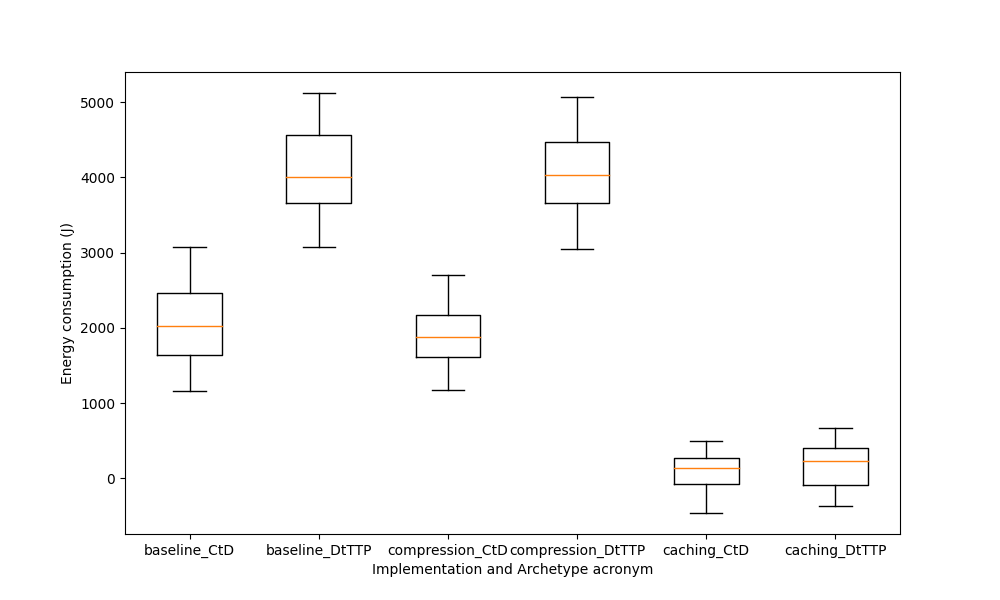 Energy consumption (J)
5000
4000
3000
2000
1000
0
baseline_CtD baseline_DtTTP compression_CtD compression_DtTTP caching_CtD caching_DtTTP
Implementation and Archetype acronym